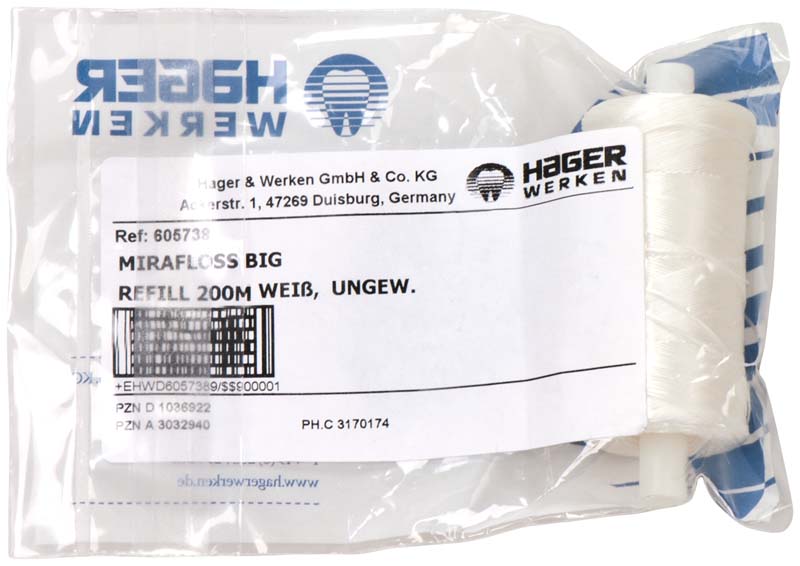 HAGER
WERKEN
Hager & Werken GmbH & Co. KG
Ackerstr. 1, 47269 Duisburg, Germany
HAGER
WERKEN
Ref: 605738
MIRAFLOSS BIG
REFILL 200M WEIß, UNGEW.
+EHWD6057389/$$900001
PZN D 1036922
PZN A 3032940
PH.C 3170174
www.hagerwerken.de